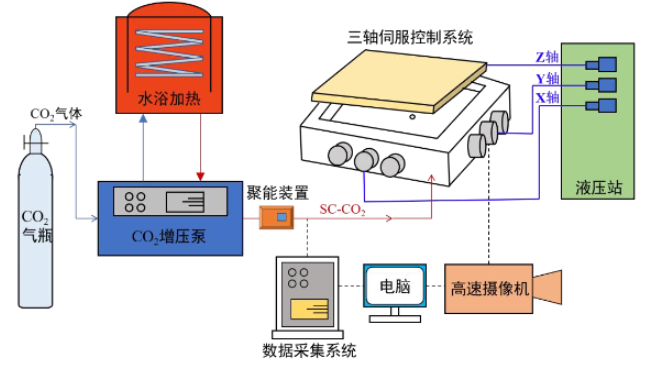 三轴伺服控制系统
Z轴
Y轴
X轴
液压站
水浴加热
CO₂气体
CO₂
气瓶
CO₂增压泵
聚能装置
SC-CO₂
电脑
高速摄像机
数据采集系统